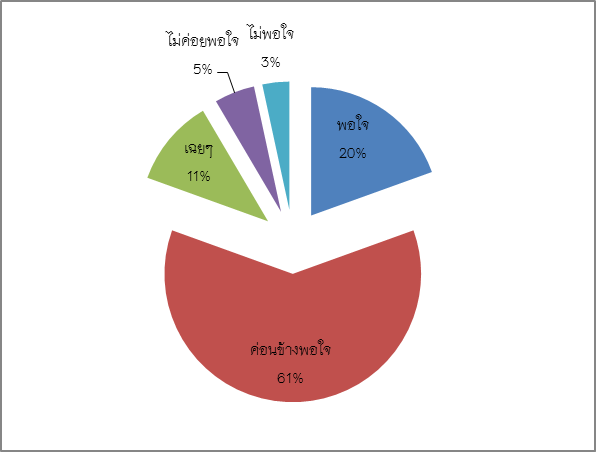 ไม่พอใจ
3%
ไม่ค่อยพอใจ
5%
พอใจ
20%
เฉยๆ
11%
ค่อนข้างพอใจ
61%